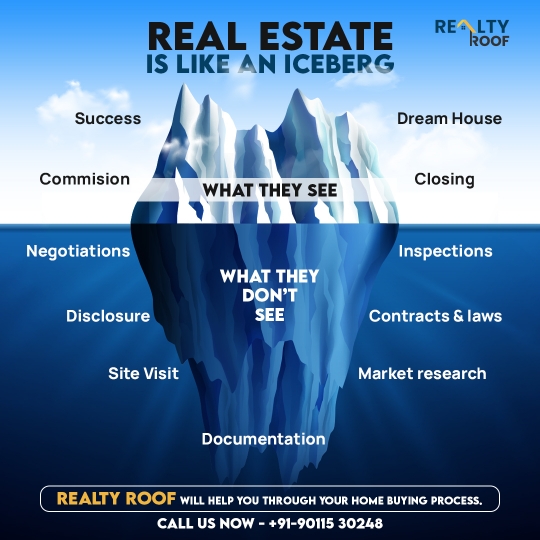 REAL ESTATE
REALTY
ROOF
IS LIKE AN ICEBERG
Success
Dream House
Commision
Closing
WHAT THEY SEE
Negotiations
Inspections
WHAT THEY
DON'T
SEE
Disclosure
Contracts & laws
Site Visit
Market research
Documentation
REALTY ROOF WILL HELP YOU THROUGH YOUR HOME BUYING PROCESS.
CALL US NOW - +91-90115 30248